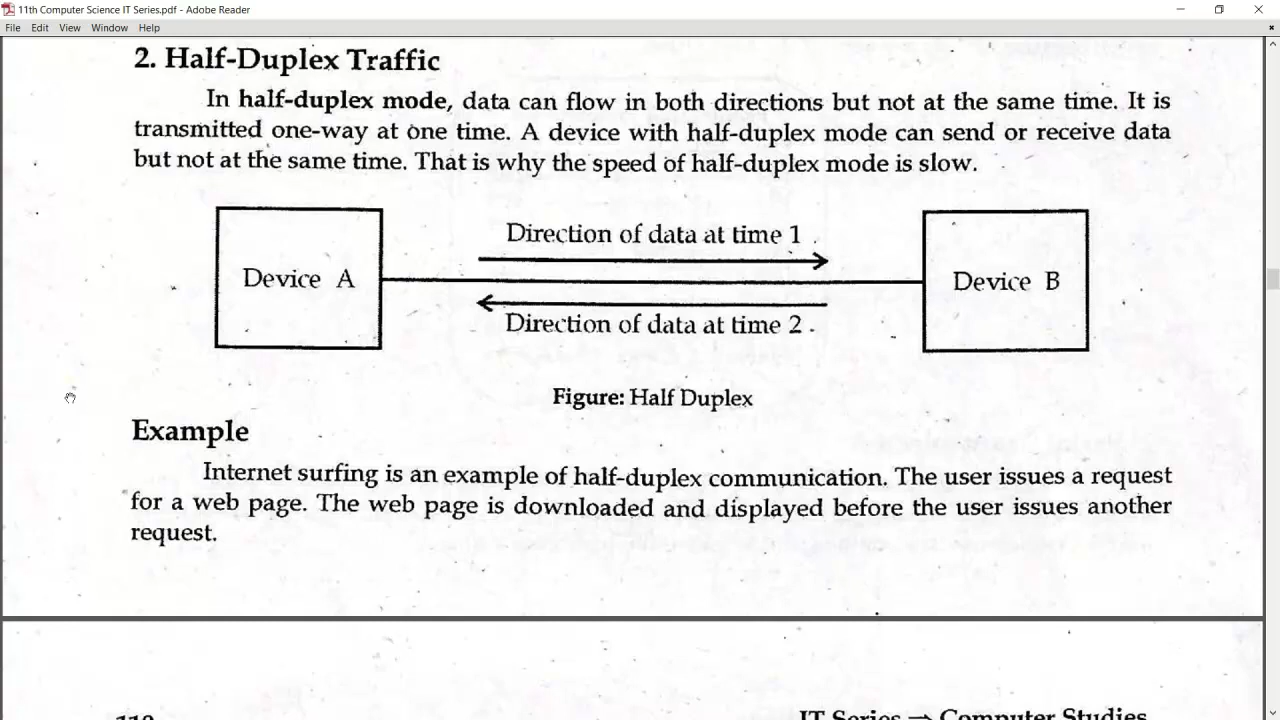 11th Computer Science IT Series.pdf - Adobe Reader
File Edit View Window Help
2. Half-Duplex Traffic
In half-duplex mode, data can flow in both directions but not at the same time. It is
transmitted one-way at one time. A device with half-duplex mode can send or receive data
but not at the same time. That is why the speed of half-duplex mode is slow.
Direction of data at time 1
Device A
Device B
Direction of data at time 2
Figure: Half Duplex
Example
Internet surfing is an example of half-duplex communication. The user issues a request
for a web page. The web page is downloaded and displayed before the user issues another
request.
IT Series ⇒ Computer Studies